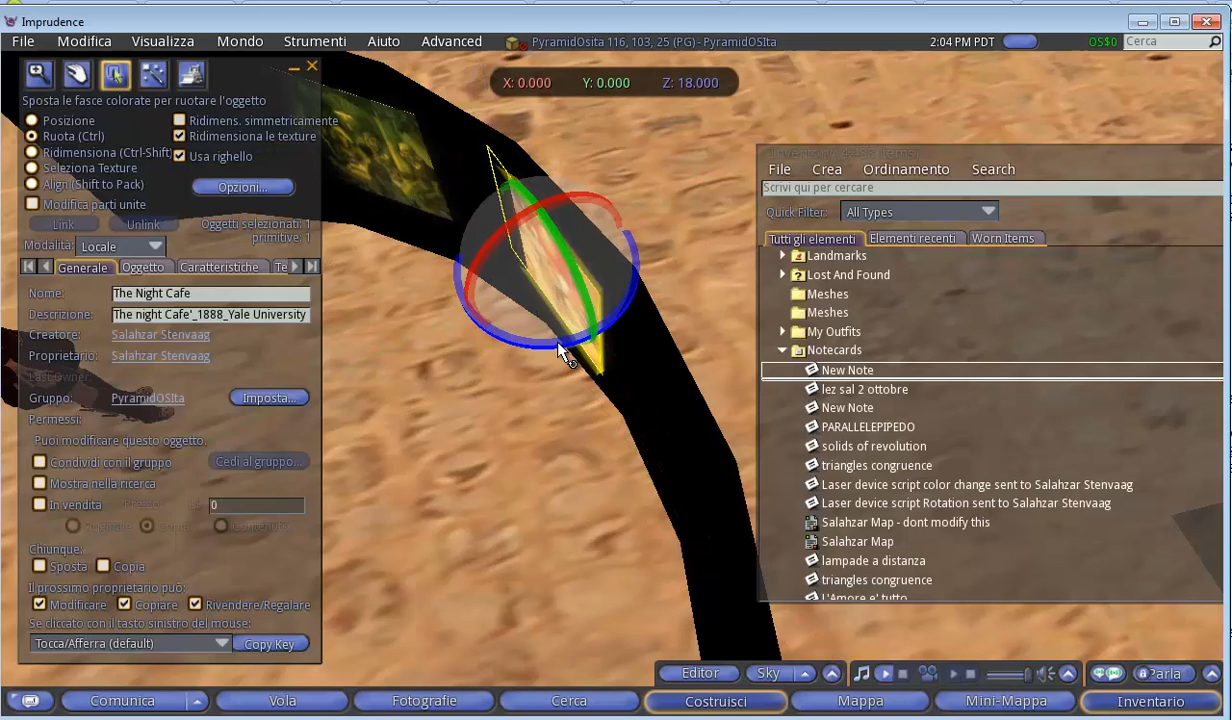 Imprudence
File Modifica Visualizza Mondo Strumenti Aiuto Advanced PyramidOsita 116, 103, 25 (PG) - PyramidOSIta 2:04 PM PDT OS$0 Cerca
X: 0.000 Y: 0.000 Z: 18.000
Sposta le fasce colorate per ruotare l'oggetto
Posizione
Ridimens. simmetricamente
Ruota (Ctrl)
Ridimensiona le texture
Ridimensiona (Ctrl-Shift)
Usa righello
Seleziona Texture
Align (Shift to Pack)
Opzioni...
Modifica parti unite
Link Unlink
Oggetti selezionati: 1
primitive: 1
Modalità: Locale
Generale Oggetto Caratteristiche Te
Nome: The Night Cafe
Descrizione: The night Cafe'_1888_Yale University
Creatore: Salahzar Stenvaag
Proprietario: Salahzar Stenvaag
Last Owner:
Gruppo: PyramidOSIta Imposta...
Permessi:
Puoi modificare questo oggetto.
Condividi con il gruppo Cedi al gruppo...
Mostra nella ricerca
In vendita 0
Chiunque:
Sposta Copia
Il prossimo proprietario può:
Modificare Copiare Rivendere/Regalare
Se cliccato con il tasto sinistro del mouse:
Tocca/Afferra (default) Copy Key
File Crea Ordinamento Search
Scrivi qui per cercare
Quick Filter: All Types
Tutti gli elementi Elementi recenti Worn Items
Landmarks
Lost And Found
Meshes
Meshes
My Outfits
Notecards
New Note
lez sal 2 ottobre
New Note
PARALLELEPIPEDO
solids of revolution
triangles congruence
Laser device script color change sent to Salahzar Stenvaag
Laser device script Rotation sent to Salahzar Stenvaag
Salahzar Map - dont modify this
Salahzar Map
lampade a distanza
triangles congruence
L'Amore e' tutto
Editor Sky Parla
Comunica Vola Fotografie Cerca Costruisci Mappa Mini-Mappa Inventario